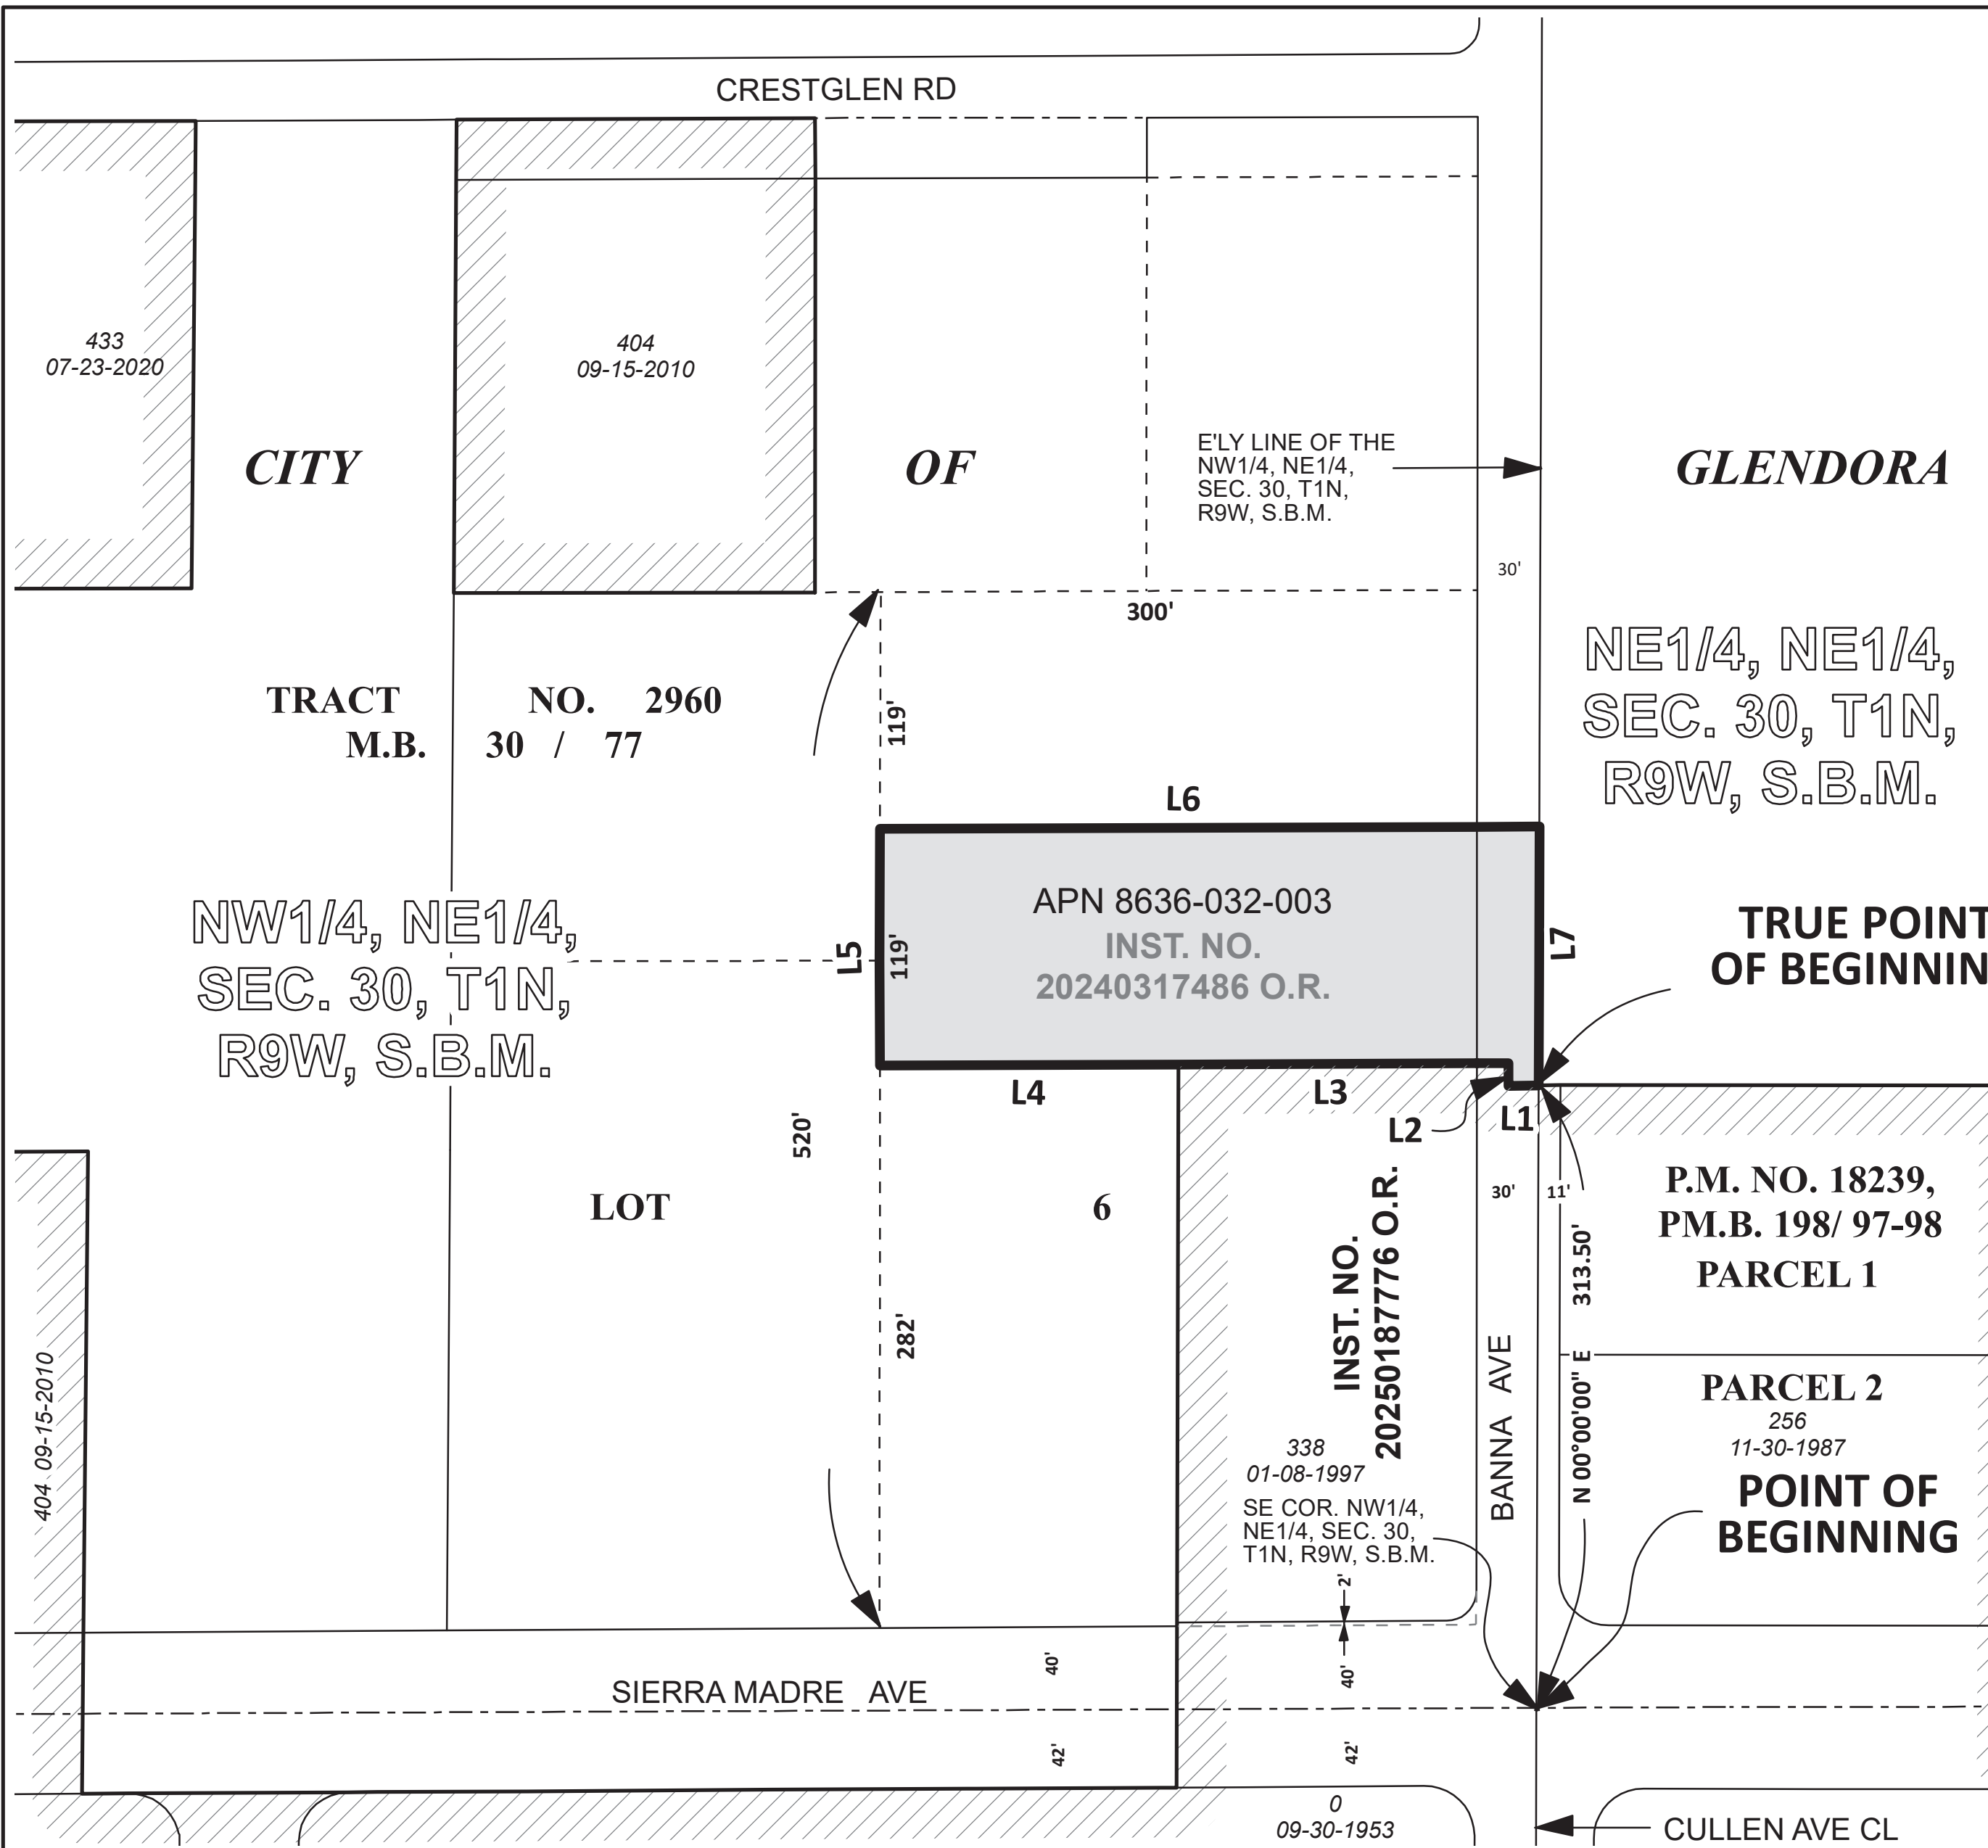 CRESTGLEN RD
433
07-23-2020
404
09-15-2010
E'LY LINE OF THE
NW1/4, NE1/4,
SEC. 30, T1N,
R9W, S.B.M.
CITY OF GLENDORA
30'
300'
NE1/4, NE1/4,
SEC. 30, T1N,
R9W, S.B.M.
TRACT NO. 2960
M.B. 30 / 77
119'
L6
NW1/4, NE1/4,
SEC. 30, T1N,
R9W, S.B.M.
L5
119'
APN 8636-032-003
INST. NO.
20240317486 O.R.
L7
TRUE POINT
OF BEGINNIN
L4
L3
L2
L1
520'
LOT 6
282'
30'
11'
313.50'
N 00°00'00" E
P.M. NO. 18239,
PM.B. 198/ 97-98
PARCEL 1
INST. NO.
20250187776 O.R.
BANNA AVE
PARCEL 2
256
11-30-1987
POINT OF
BEGINNING
404 09-15-2010
338
01-08-1997
SE COR. NW1/4,
NE1/4, SEC. 30,
T1N, R9W, S.B.M.
2'
40'
40'
SIERRA MADRE AVE
42'
42'
0
09-30-1953
CULLEN AVE CL